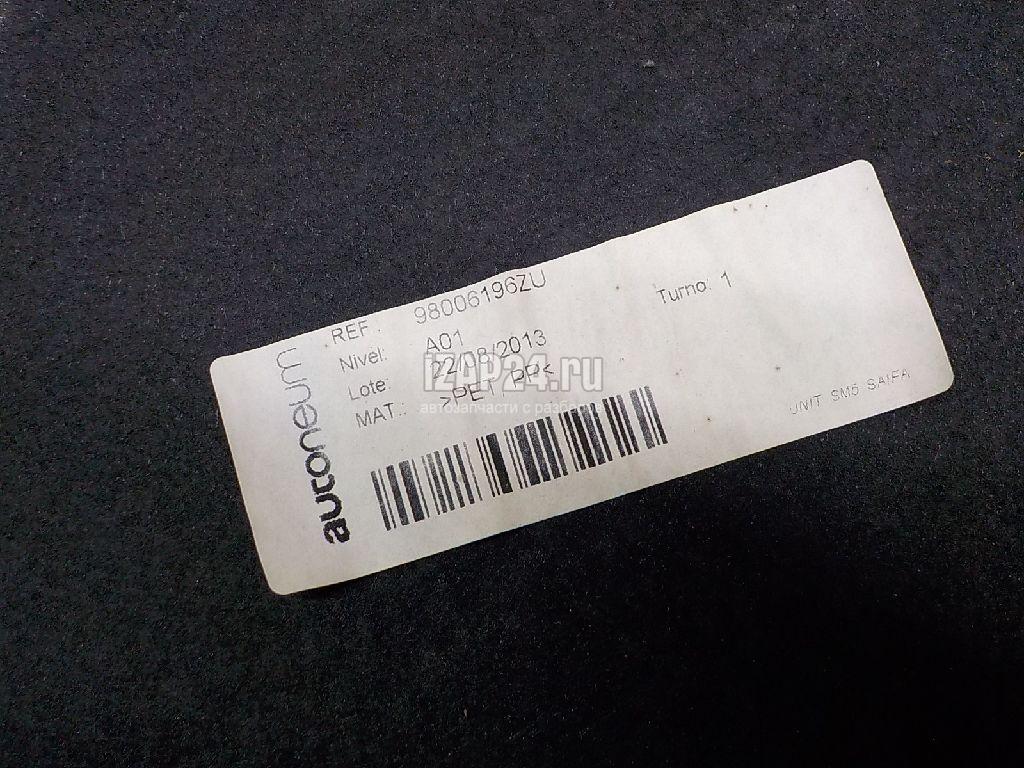 autoneum
REF.: 98006196ZU
Nivel: A01 Turno: 1
Lote: 22/08/2013
MAT.: >PET PP<
UNIT SM5 SAIFA
IZAP24.ru
автозапчасти с разборов